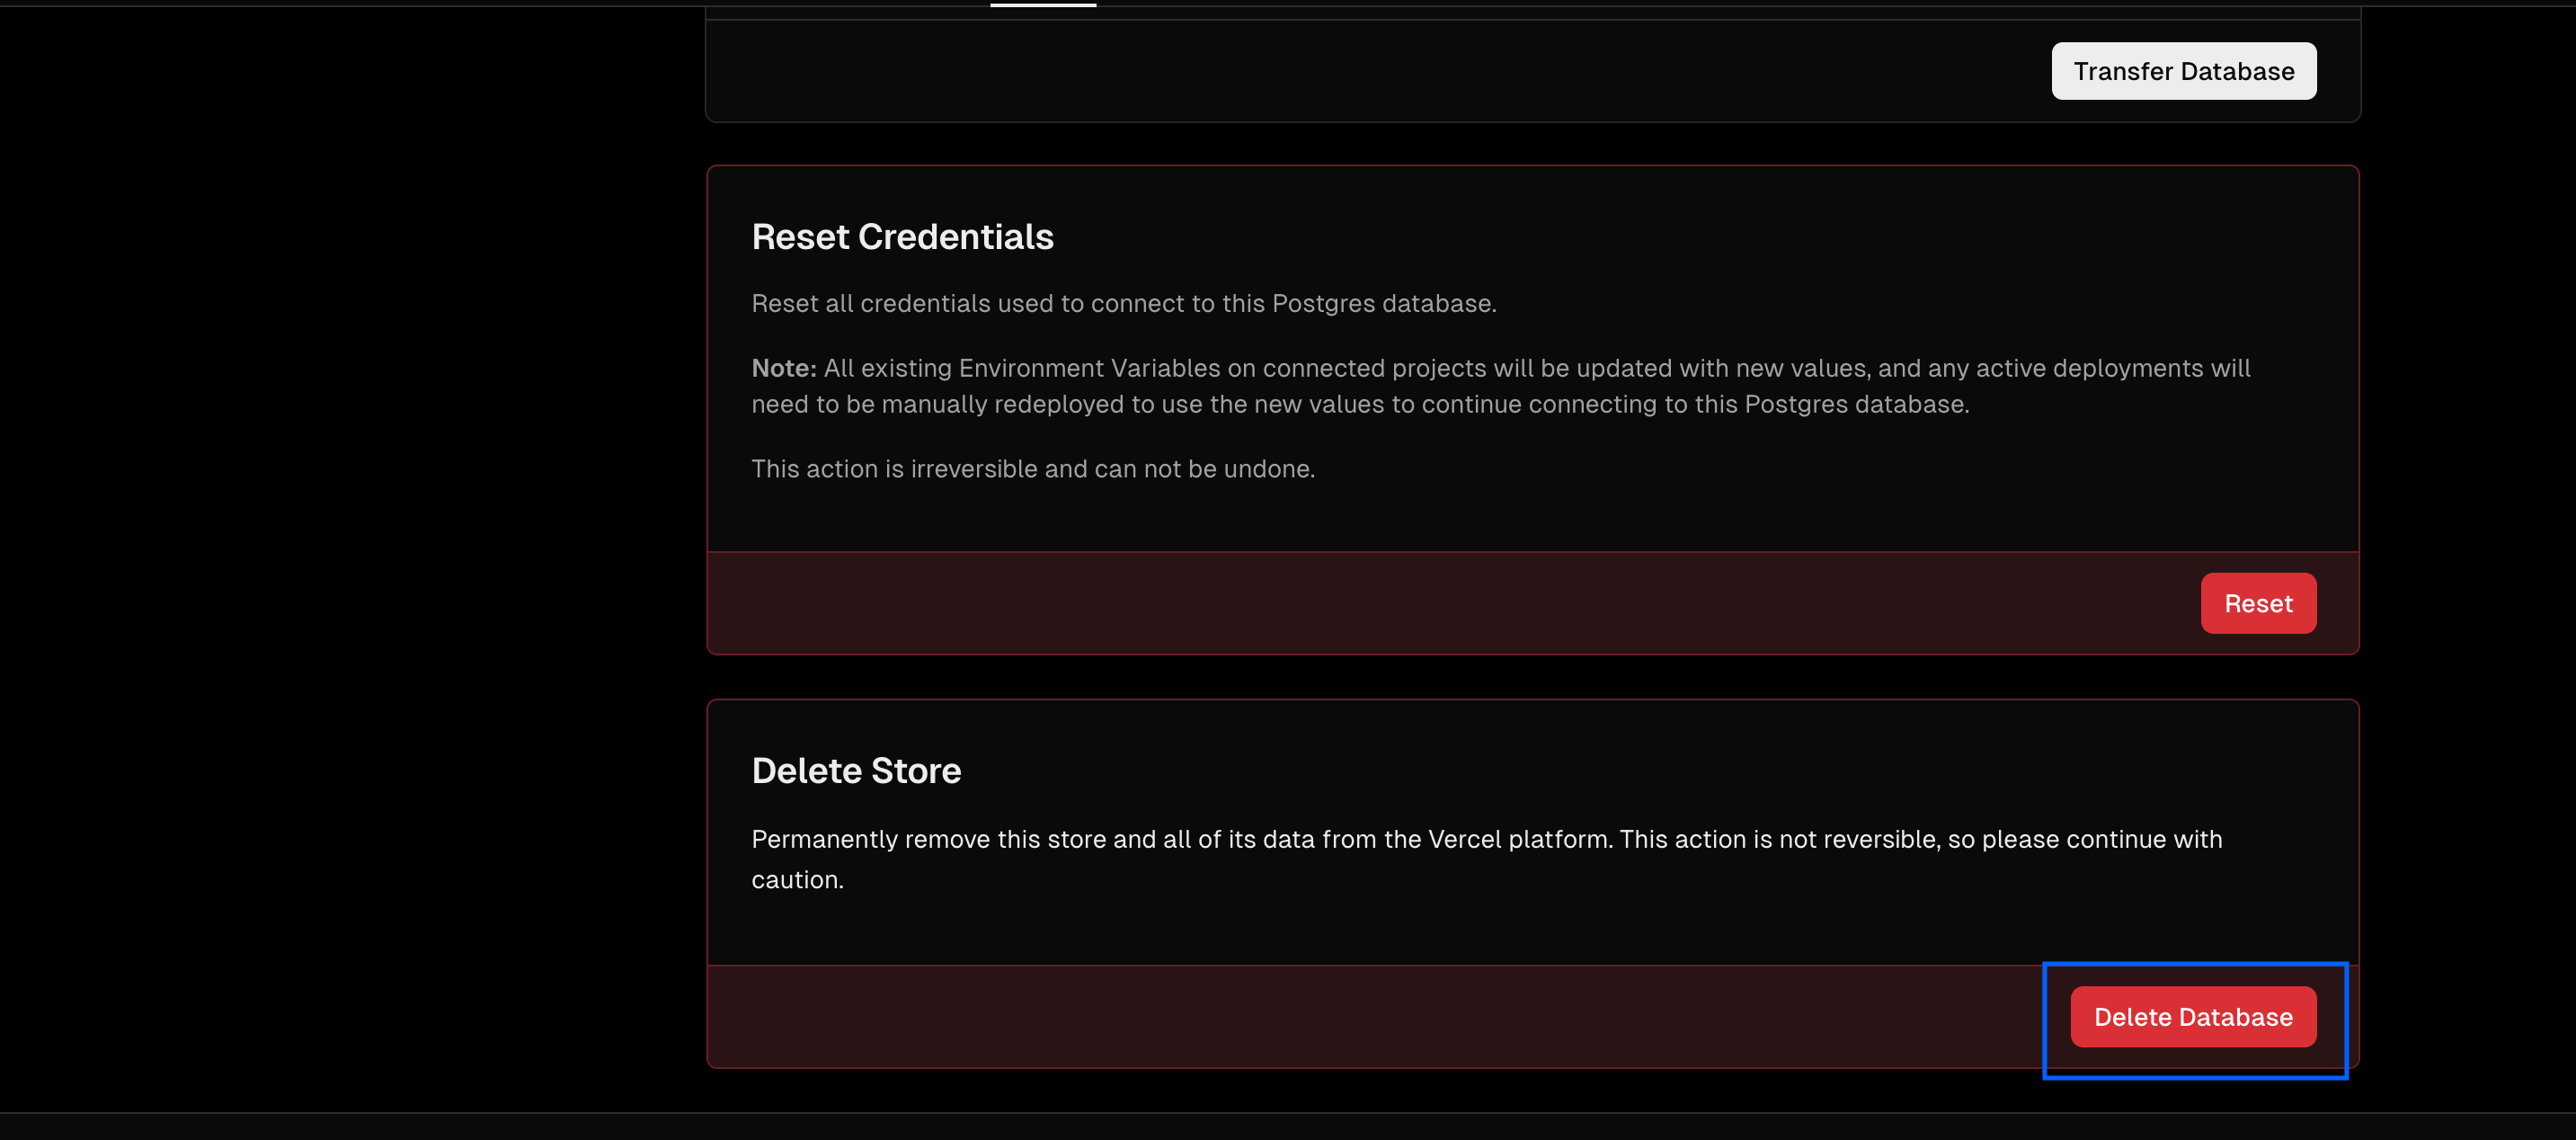 Transfer Database
Reset Credentials
Reset all credentials used to connect to this Postgres database.
Note: All existing Environment Variables on connected projects will be updated with new values, and any active deployments will
need to be manually redeployed to use the new values to continue connecting to this Postgres database.
This action is irreversible and can not be undone.
Reset
Delete Store
Permanently remove this store and all of its data from the Vercel platform. This action is not reversible, so please continue with
caution.
Delete Database